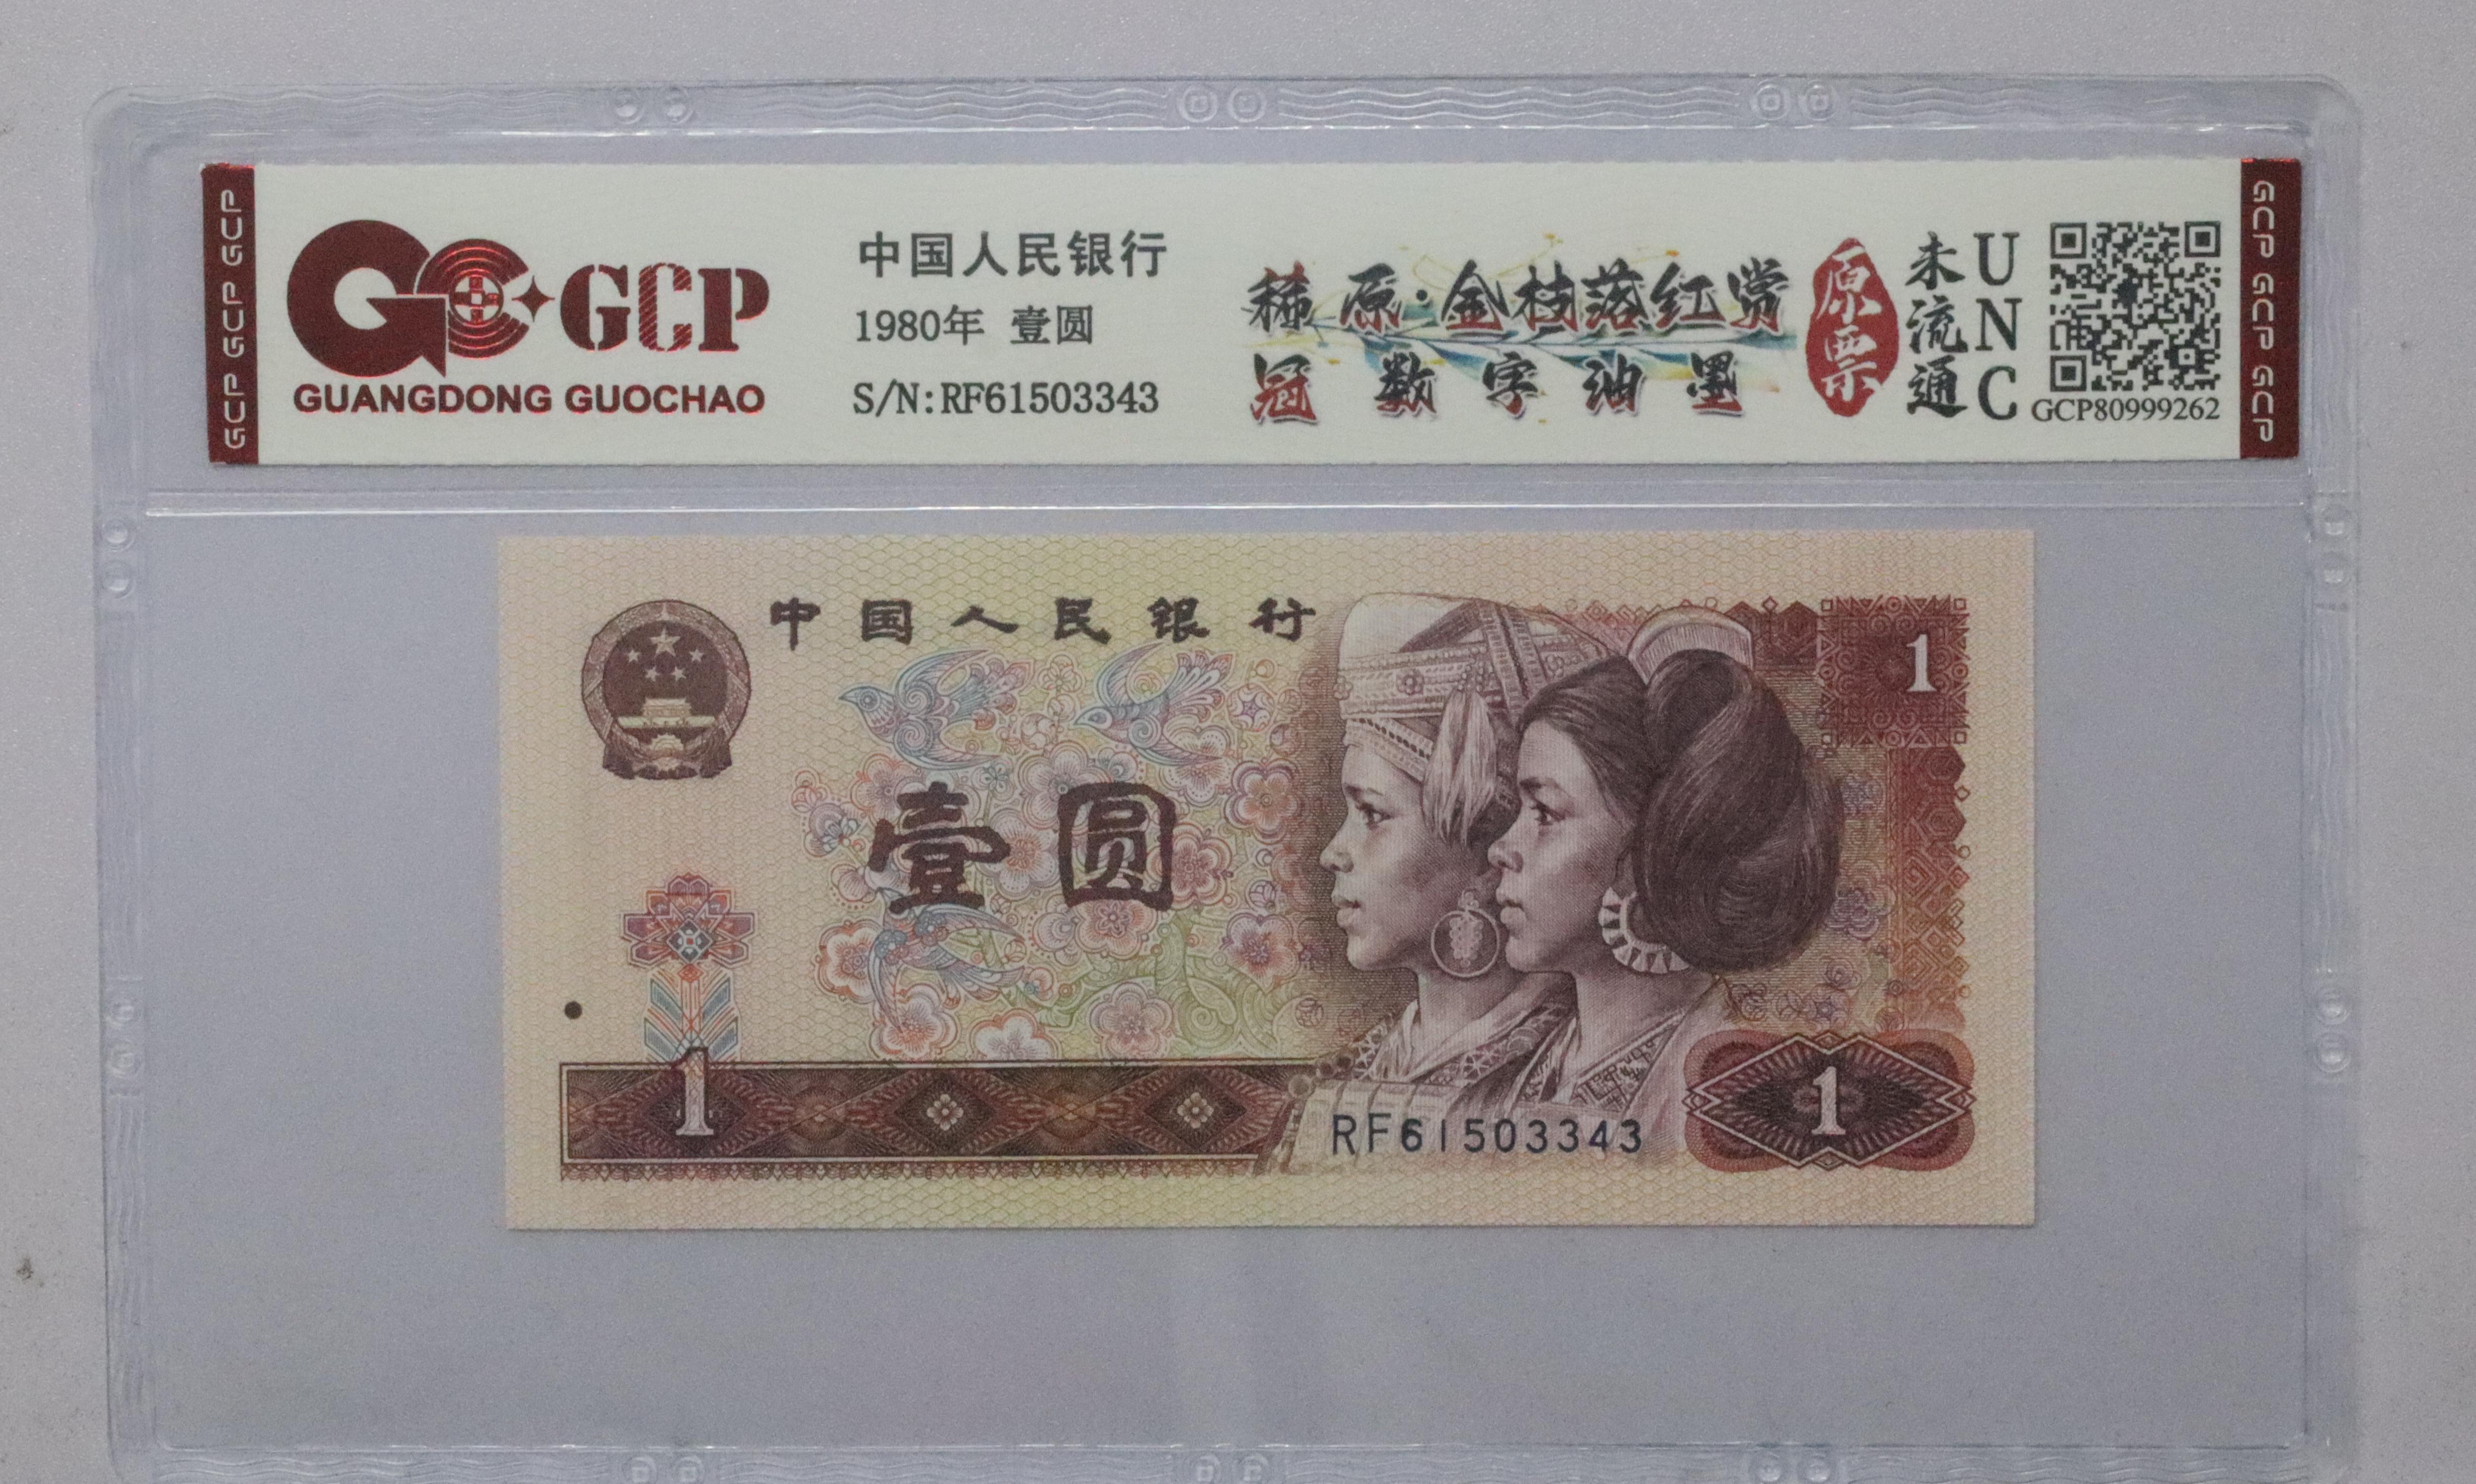 GCP GCP GCP
GCP
GUANGDONG GUOCHAO
中国人民银行
1980年 壹圆
S/N:RF61503343
稀原·金枝落红赏
冠数字油墨
原票
未流通
UNC
GCP80999262
GCP GCP GCP
中国人民银行
1
壹圆
1
1
RF61503343